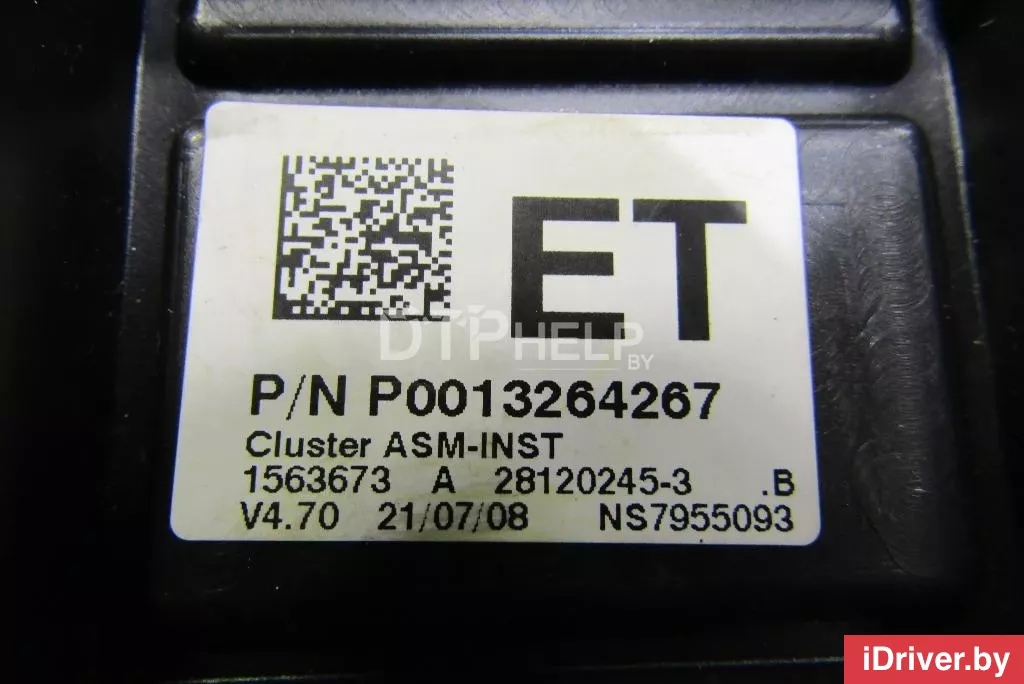 ET
DTPHELP
BY
P/N P0013264267
Cluster ASM-INST
1563673 A 28120245-3 .B
V4.70 21/07/08 NS7955093
iDriver.by